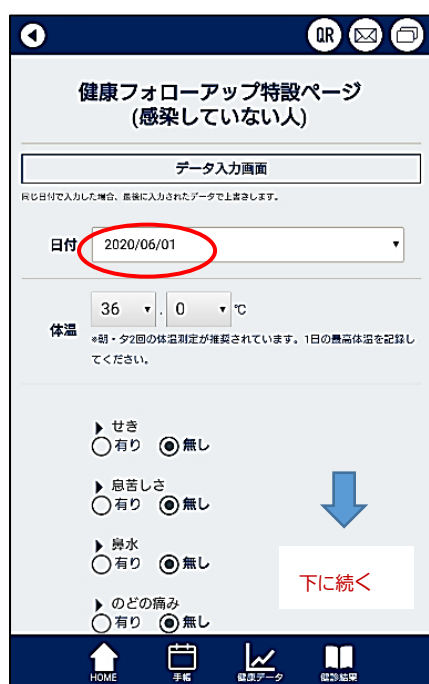 QR
健康フォローアップ特設ページ
(感染していない人)
データ入力画面
同じ日付で入力した場合、最後に入力されたデータで上書きします。
日付 2020/06/01
36 . 0 ℃
体温
※朝・夕2回の体温測定が推奨されています。1日の最高体温を記録し
てください。
せき
有り 無し
息苦しさ
有り 無し
鼻水
有り 無し
下に続く
のどの痛み
有り 無し
HOME 手帳 健康データ 健診結果